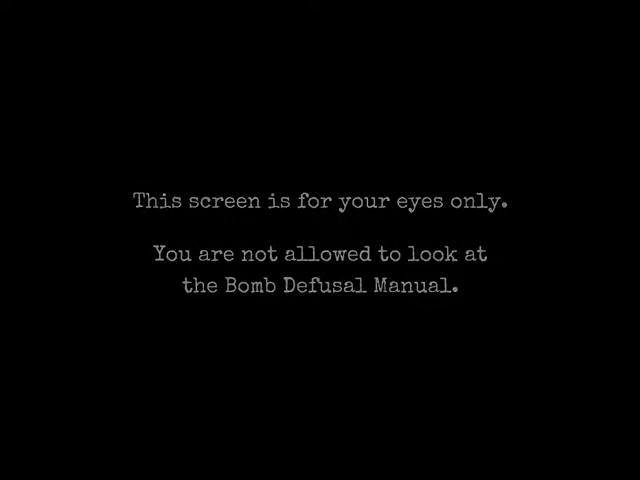 This screen is for your eyes only.
You are not allowed to look at
the Bomb Defusal Manual.